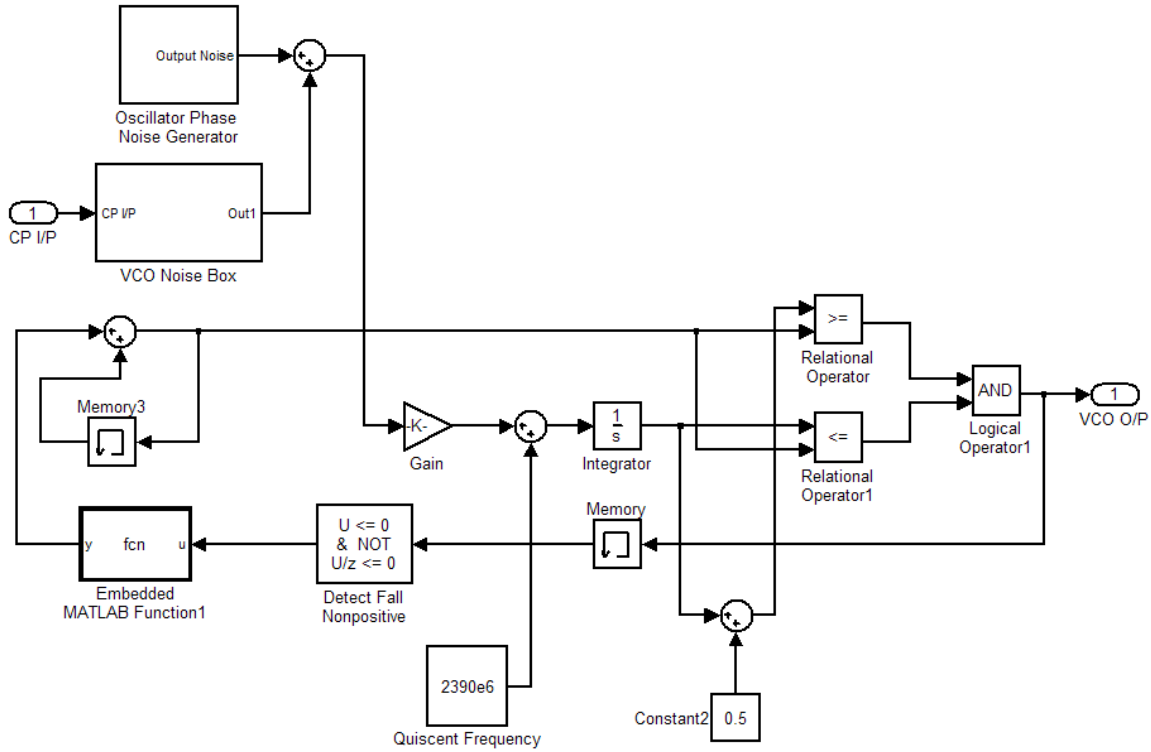 Output Noise
Oscillator Phase
Noise Generator
1
CP I/P
CP I/P
Out1
VCO Noise Box
Memory3
-K-
Gain
1
s
Integrator
>=
Relational
Operator
<=
Relational
Operator1
AND
Logical
Operator1
1
VCO O/P
Memory
y
fcn
u
Embedded
MATLAB Function1
U <= 0
& NOT
U/z <= 0
Detect Fall
Nonpositive
2390e6
Quiscent Frequency
Constant2
0.5